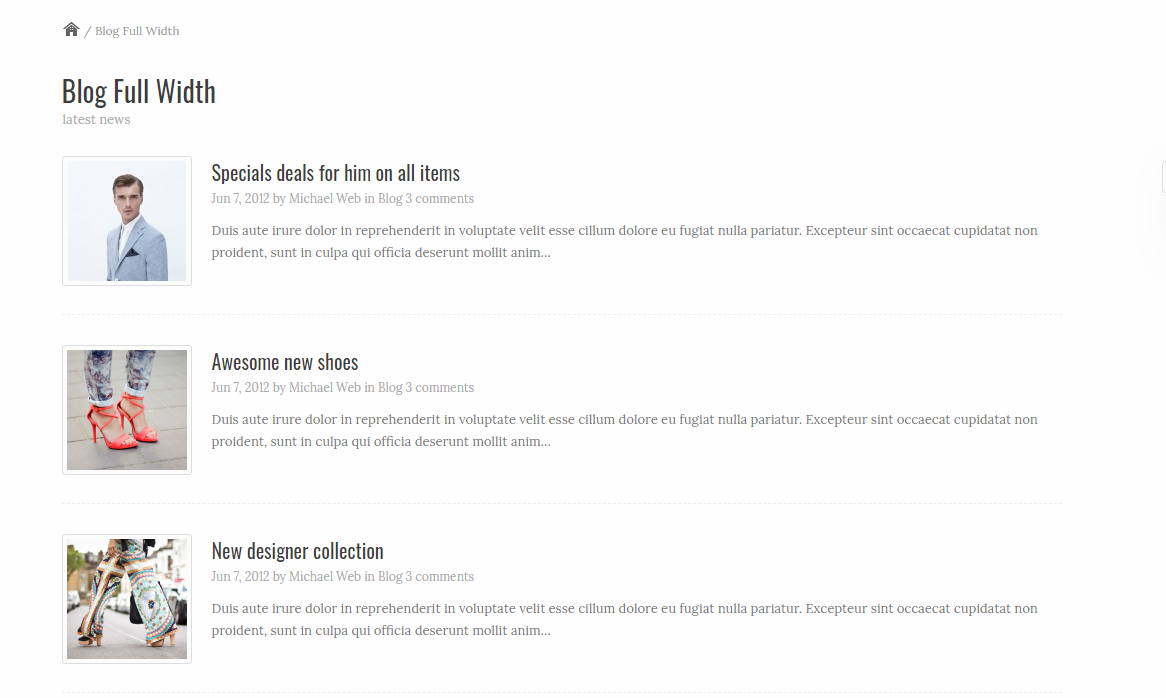 / Blog Full Width
Blog Full Width
latest news
Specials deals for him on all items
Jun 7, 2012 by Michael Web in Blog 3 comments
Duis aute irure dolor in reprehenderit in voluptate velit esse cillum dolore eu fugiat nulla pariatur. Excepteur sint occaecat cupidatat non
proident, sunt in culpa qui officia deserunt mollit anim...
Awesome new shoes
Jun 7, 2012 by Michael Web in Blog 3 comments
Duis aute irure dolor in reprehenderit in voluptate velit esse cillum dolore eu fugiat nulla pariatur. Excepteur sint occaecat cupidatat non
proident, sunt in culpa qui officia deserunt mollit anim...
New designer collection
Jun 7, 2012 by Michael Web in Blog 3 comments
Duis aute irure dolor in reprehenderit in voluptate velit esse cillum dolore eu fugiat nulla pariatur. Excepteur sint occaecat cupidatat non
proident, sunt in culpa qui officia deserunt mollit anim...